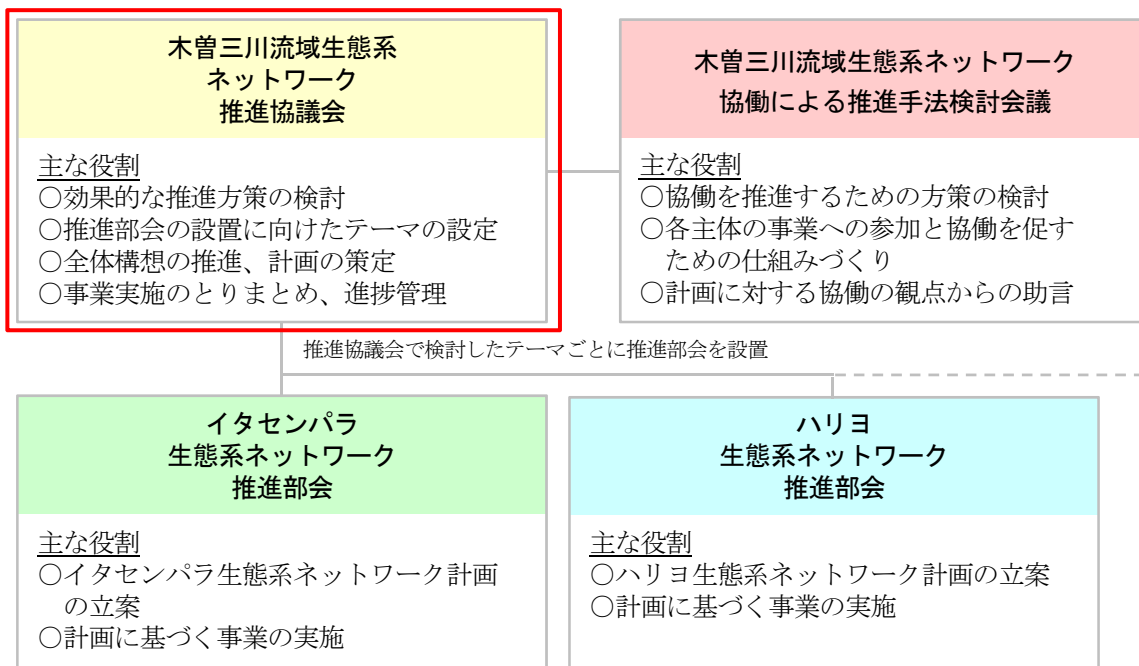 木曽三川流域生態系
ネットワーク
推進協議会
主な役割
○効果的な推進方策の検討
○推進部会の設置に向けたテーマの設定
○全体構想の推進、計画の策定
○事業実施のとりまとめ、進捗管理
木曽三川流域生態系ネットワーク
協働による推進手法検討会議
主な役割
○協働を推進するための方策の検討
○各主体の事業への参加と協働を促す
ための仕組みづくり
○計画に対する協働の観点からの助言
推進協議会で検討したテーマごとに推進部会を設置
イタセンパラ
生態系ネットワーク
推進部会
主な役割
○イタセンパラ生態系ネットワーク計画
の立案
○計画に基づく事業の実施
ハリヨ
生態系ネットワーク
推進部会
主な役割
○ハリヨ生態系ネットワーク計画の立案
○計画に基づく事業の実施